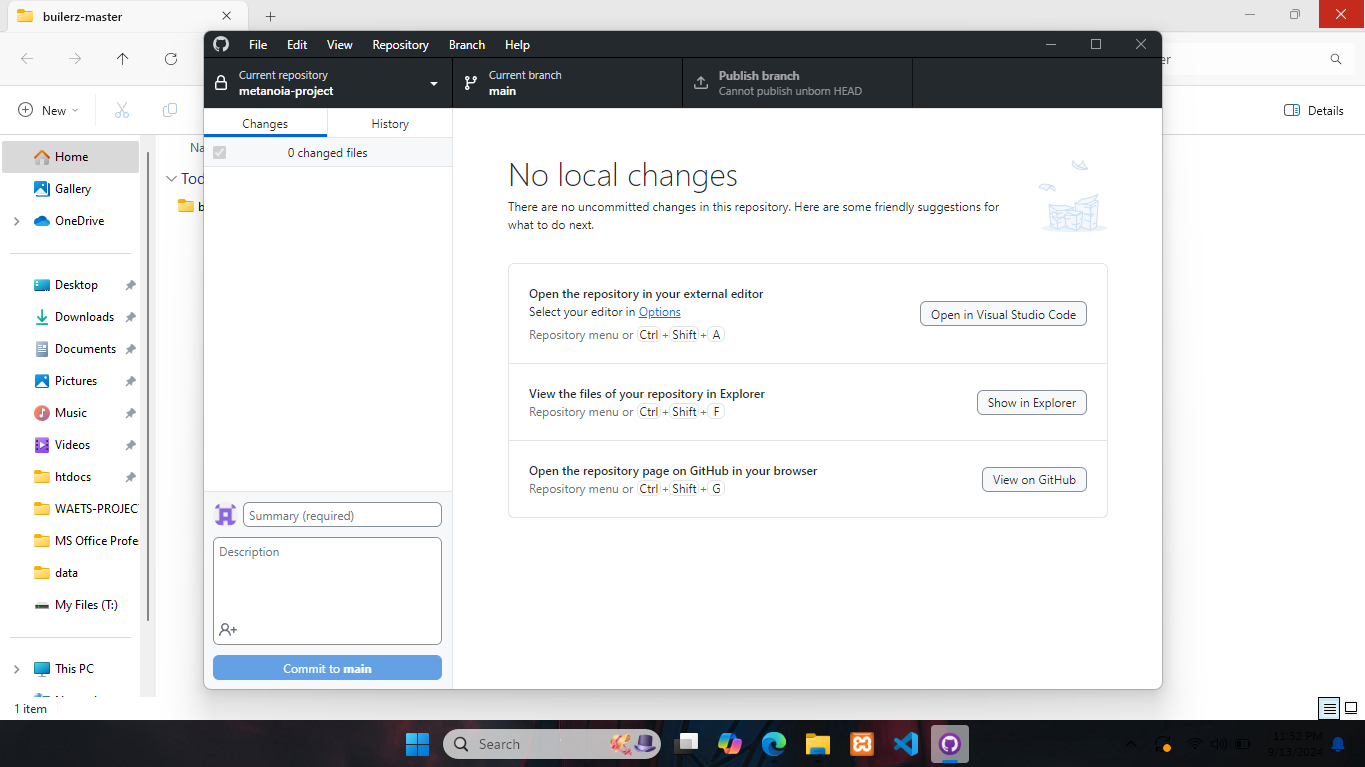 builerz-master
File Edit View Repository Branch Help
Current repository
metanoia-project
Current branch
main
Publish branch
Cannot publish unborn HEAD
New
Details
Changes
History
0 changed files
No local changes
There are no uncommitted changes in this repository. Here are some friendly suggestions for
what to do next.
Open the repository in your external editor
Select your editor in Options
Repository menu or Ctrl + Shift + A
Open in Visual Studio Code
View the files of your repository in Explorer
Repository menu or Ctrl + Shift + F
Show in Explorer
Open the repository page on GitHub in your browser
Repository menu or Ctrl + Shift + G
View on GitHub
Summary (required)
Description
Commit to main
Home
Gallery
OneDrive
Desktop
Downloads
Documents
Pictures
Music
Videos
htdocs
WAETS-PROJEC
MS Office Profe
data
My Files (T:)
This PC
1 item
Search
11:52 PM
9/13/2024